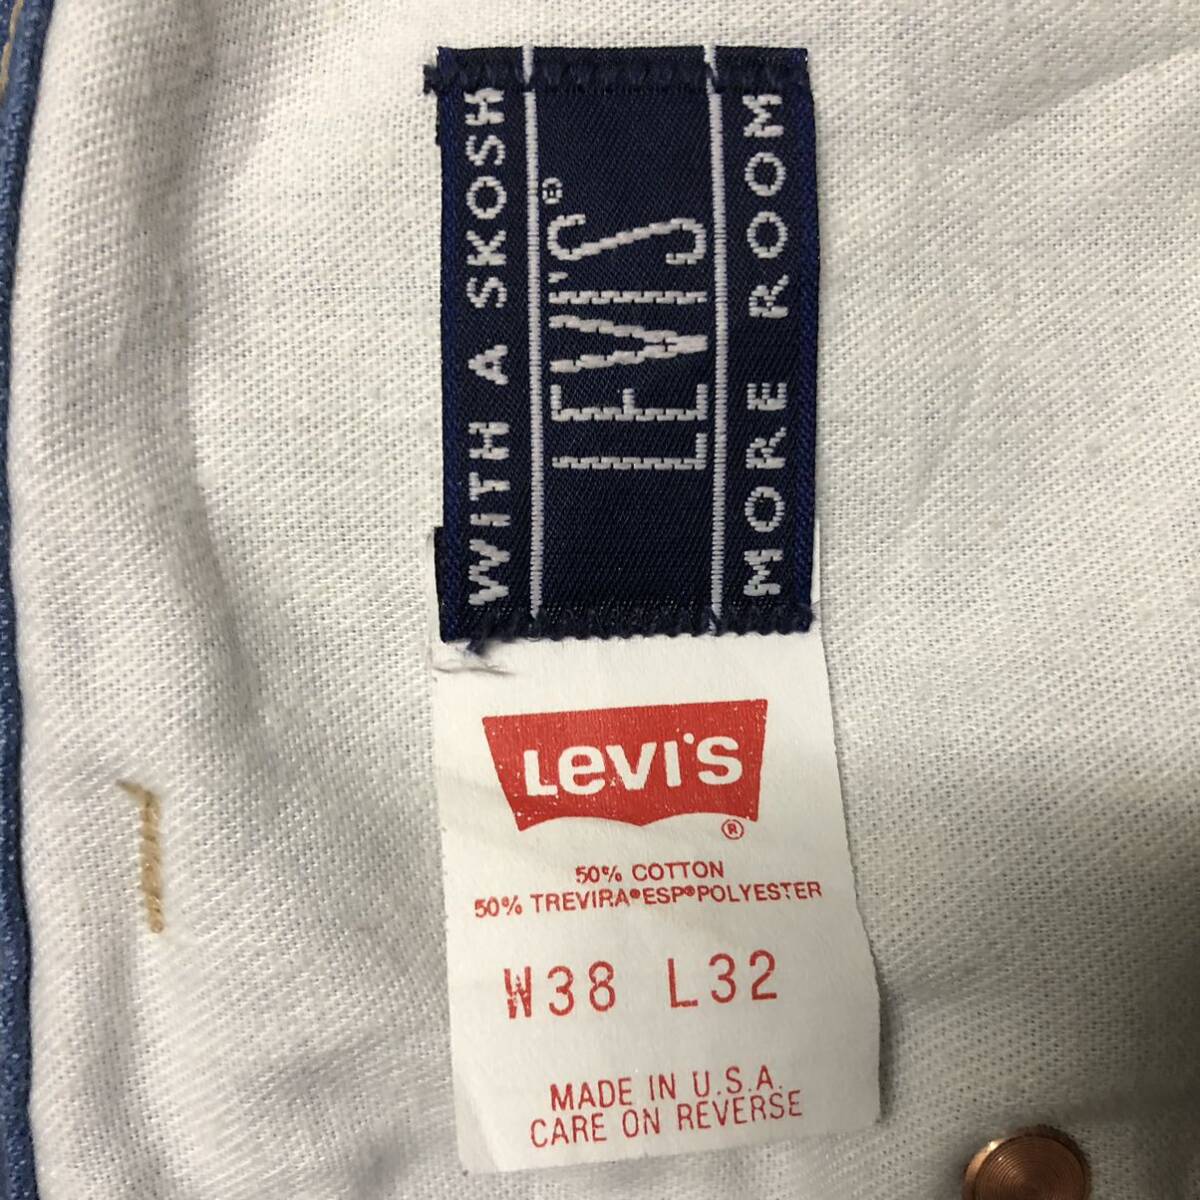 WITH A SKOSH
LEVI'S®
MORE ROOM
Levi's
®
50% COTTON
50% TREVIRA®ESP®POLYESTER
W38 L32
MADE IN U.S.A.
CARE ON REVERSE